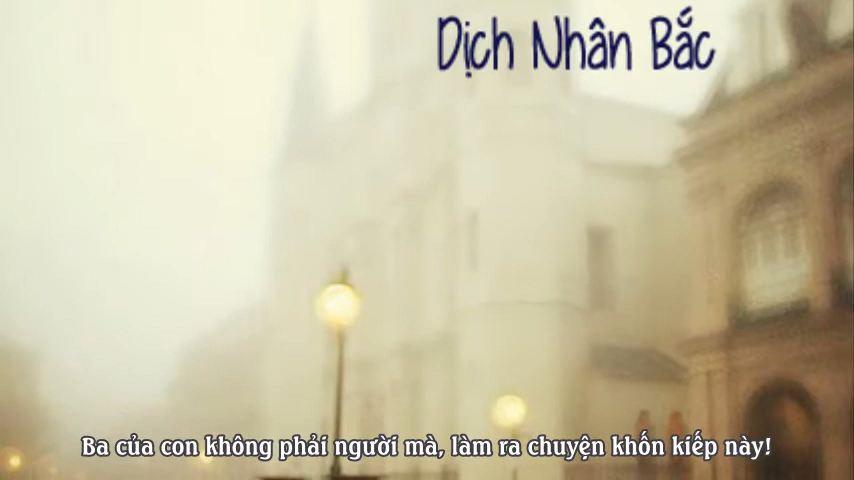 Dịch Nhân Bắc
Ba của con không phải người mà, làm ra chuyện khốn kiếp này!